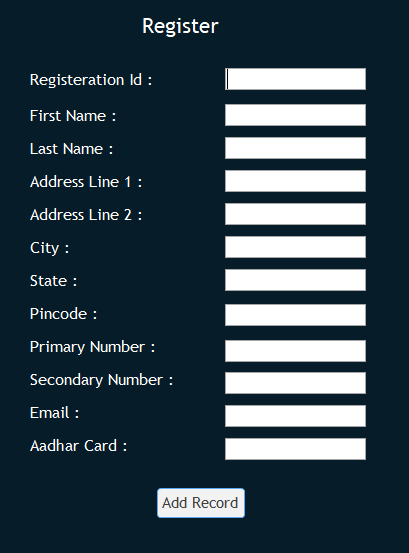 Register
Registeration Id :
First Name :
Last Name :
Address Line 1 :
Address Line 2 :
City :
State :
Pincode :
Primary Number :
Secondary Number :
Email :
Aadhar Card :
Add Record